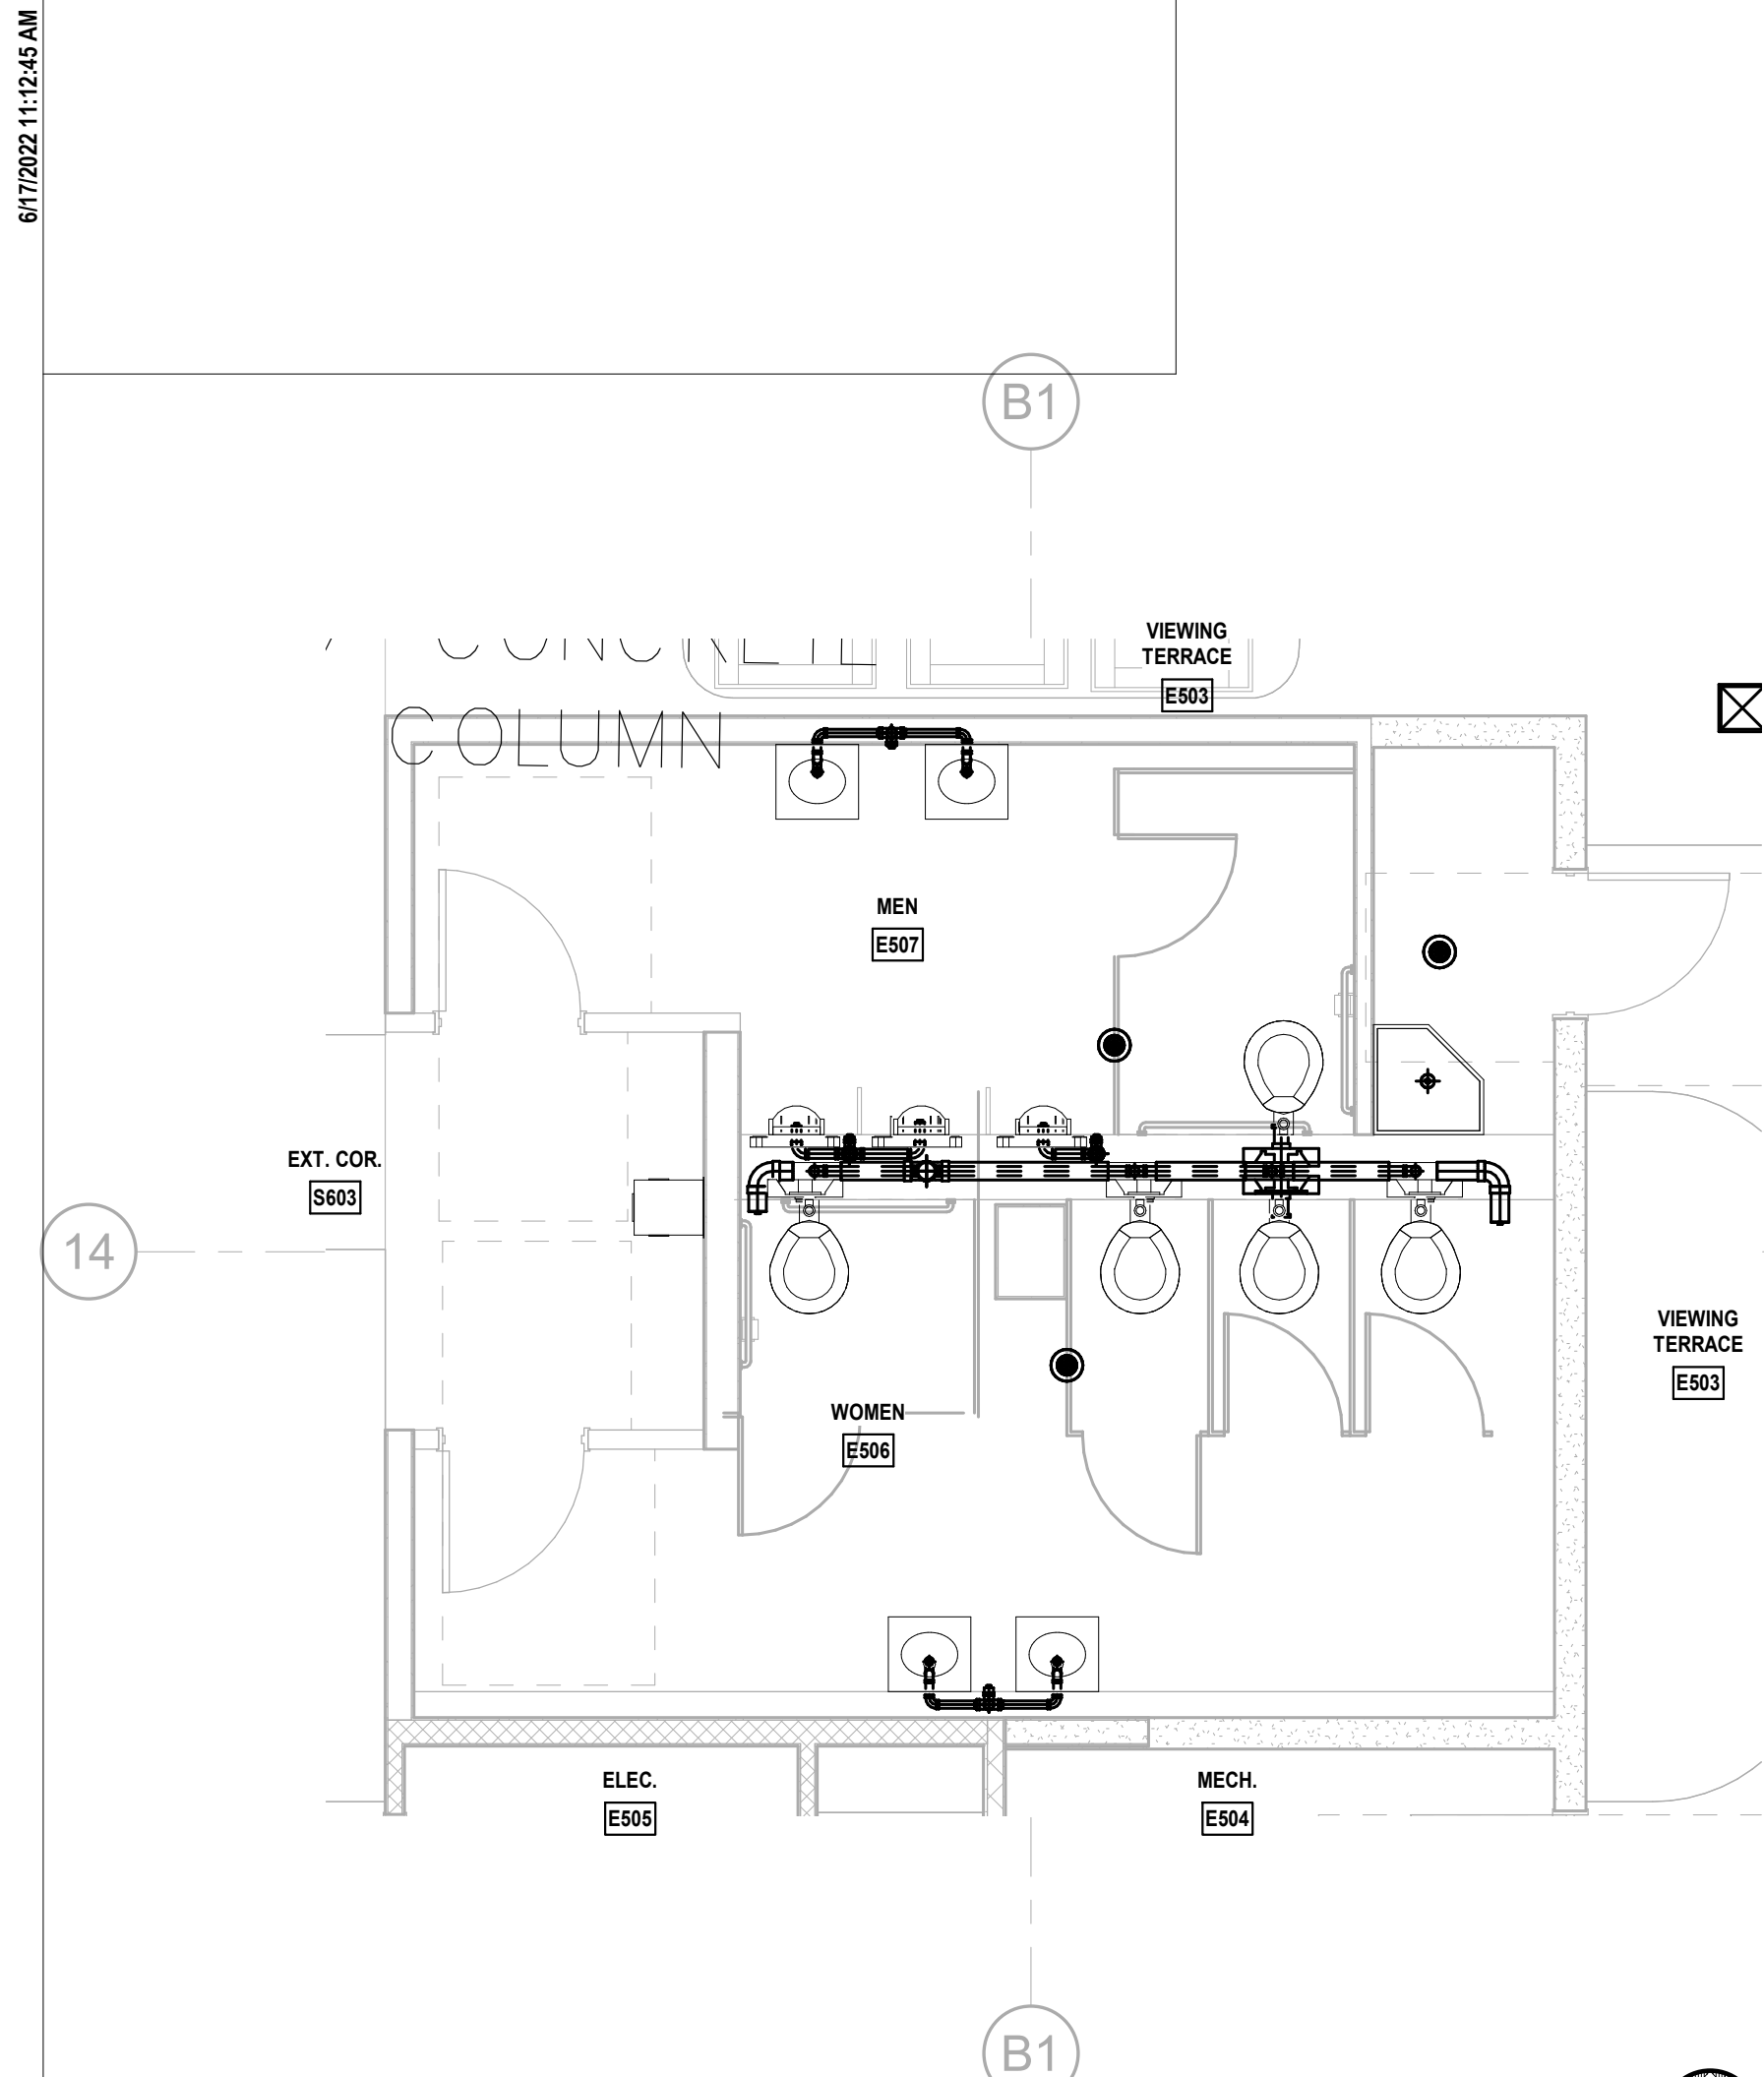 6/17/2022 11:12:45 AM
B1
VIEWING
TERRACE
E503
CONCRETE
COLUMN
MEN
E507
EXT. COR.
S603
14
VIEWING
TERRACE
E503
WOMEN
E506
ELEC.
E505
MECH.
E504
B1